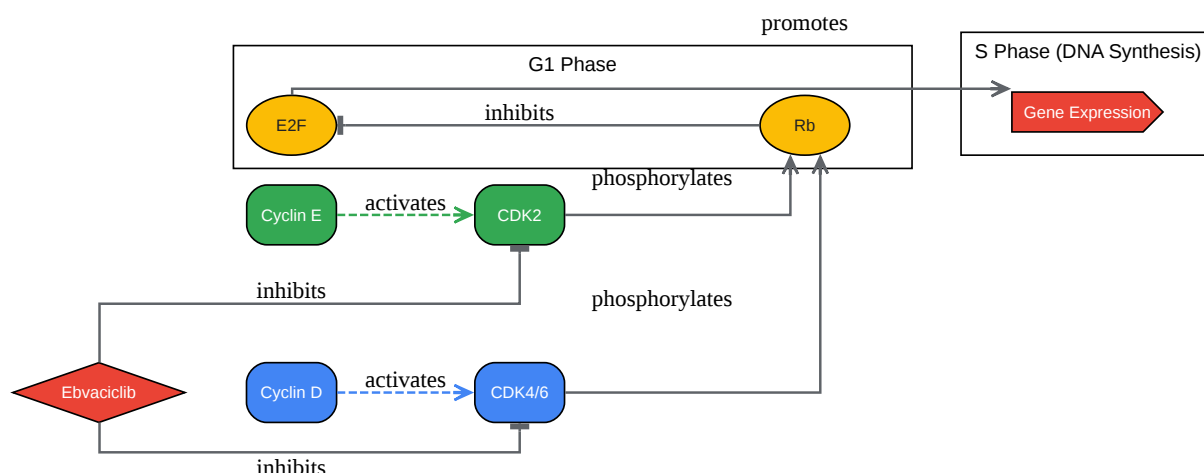 promotes
G1 Phase
S Phase (DNA Synthesis)
E2F
inhibits
Rb
Gene Expression
phosphorylates
Cyclin E
activates
CDK2
inhibits
phosphorylates
Ebvaciclib
Cyclin D
activates
CDK4/6
inhibits